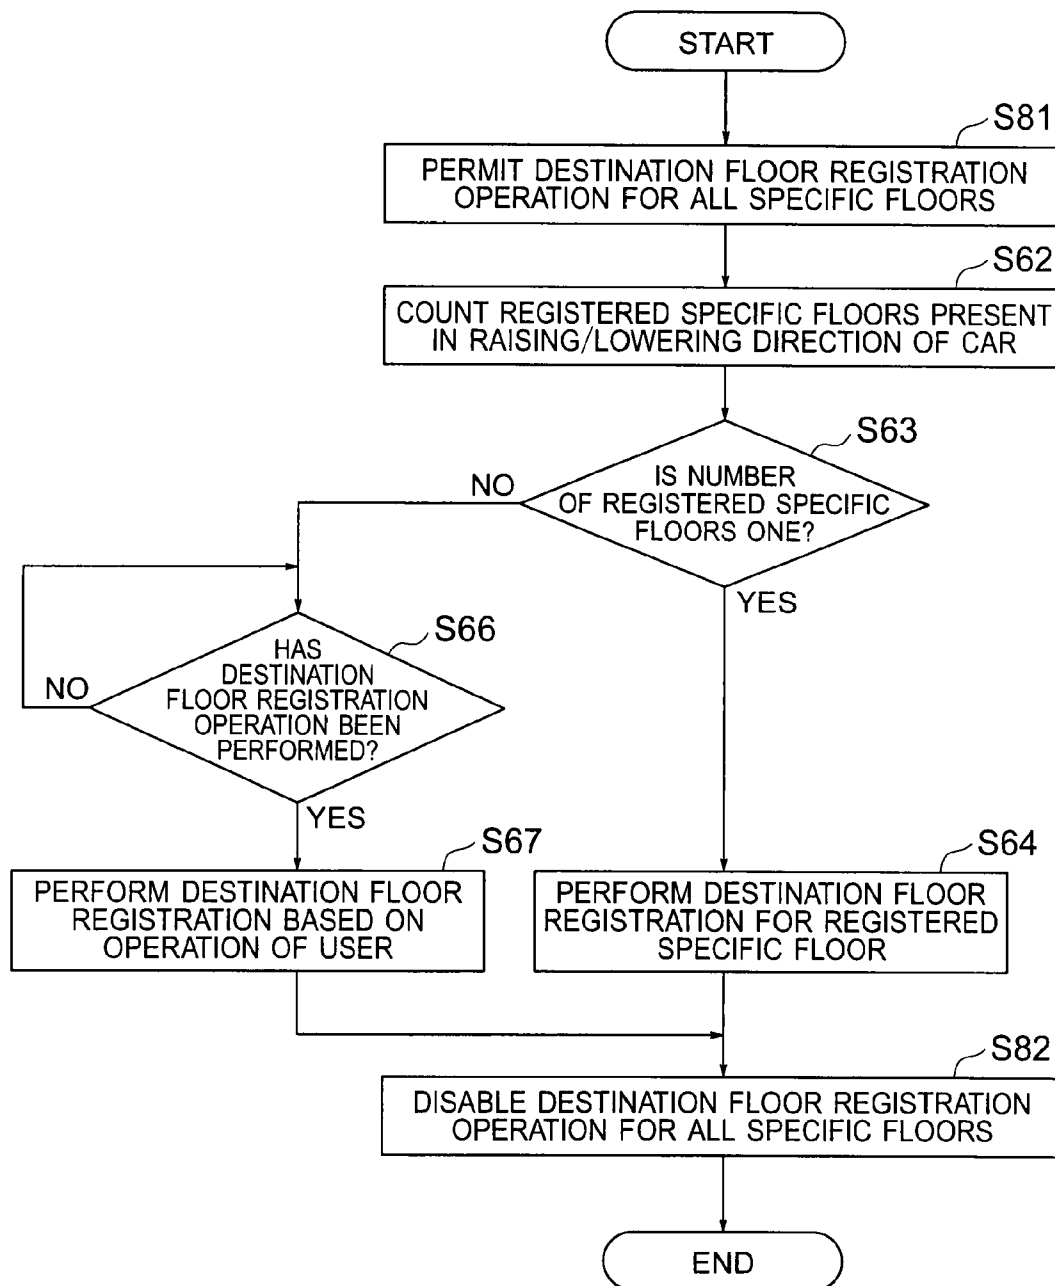 START
S81
PERMIT DESTINATION FLOOR REGISTRATION
OPERATION FOR ALL SPECIFIC FLOORS
S62
COUNT REGISTERED SPECIFIC FLOORS PRESENT
IN RAISING/LOWERING DIRECTION OF CAR
S63
IS NUMBER
OF REGISTERED SPECIFIC
FLOORS ONE?
NO
YES
S66
HAS
DESTINATION
FLOOR REGISTRATION
OPERATION BEEN
PERFORMED?
NO
YES
S67
PERFORM DESTINATION FLOOR
REGISTRATION BASED ON
OPERATION OF USER
S64
PERFORM DESTINATION FLOOR
REGISTRATION FOR REGISTERED
SPECIFIC FLOOR
S82
DISABLE DESTINATION FLOOR REGISTRATION
OPERATION FOR ALL SPECIFIC FLOORS
END